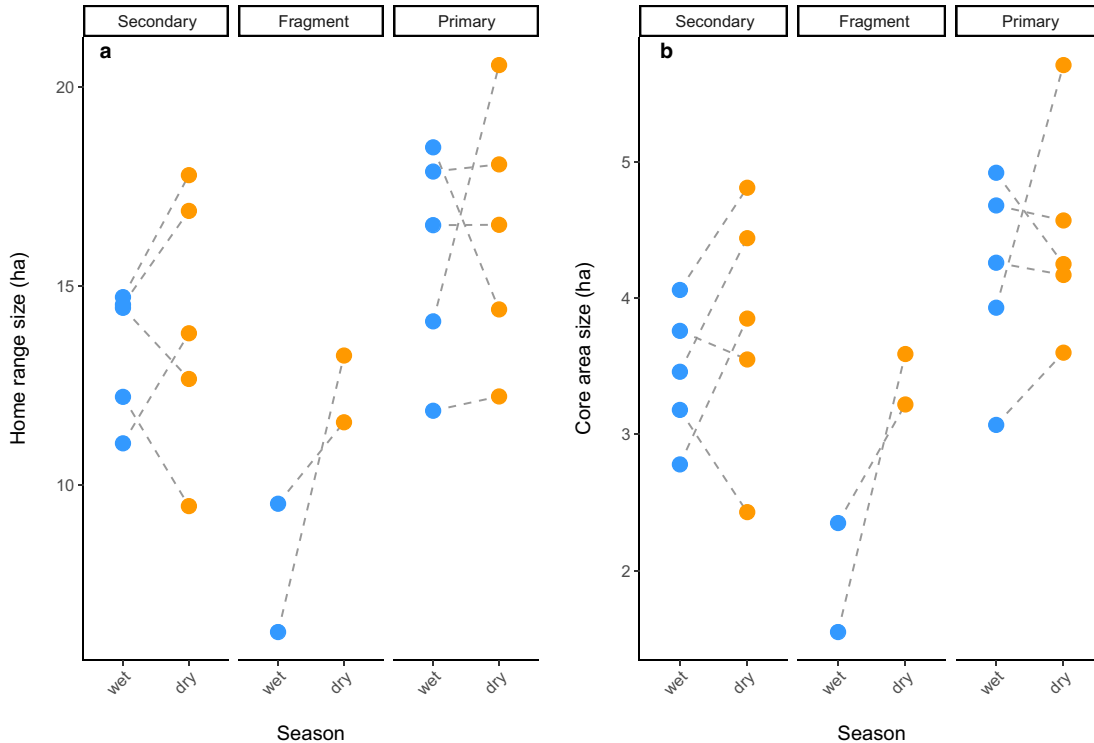 Secondary Fragment Primary
a
20
15
10
Home range size (ha)
wet dry wet dry wet dry
Season
Secondary Fragment Primary
b
5
4
3
2
Core area size (ha)
wet dry wet dry wet dry
Season